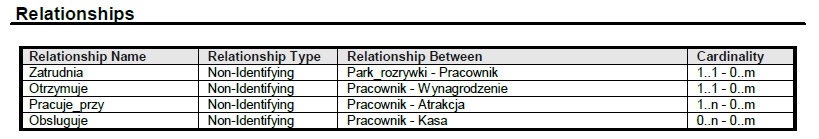 Relationships
Relationship Name Relationship Type Relationship Between Cardinality
Zatrudnia Non-Identifying Park_rozrywki - Pracownik 1..1 - 0..m
Otrzymuje Non-Identifying Pracownik - Wynagrodzenie 1..1 - 0..m
Pracuje_przy Non-Identifying Pracownik - Atrakcja 1..n - 0..m
Obsluguje Non-Identifying Pracownik - Kasa 0..n - 0..m